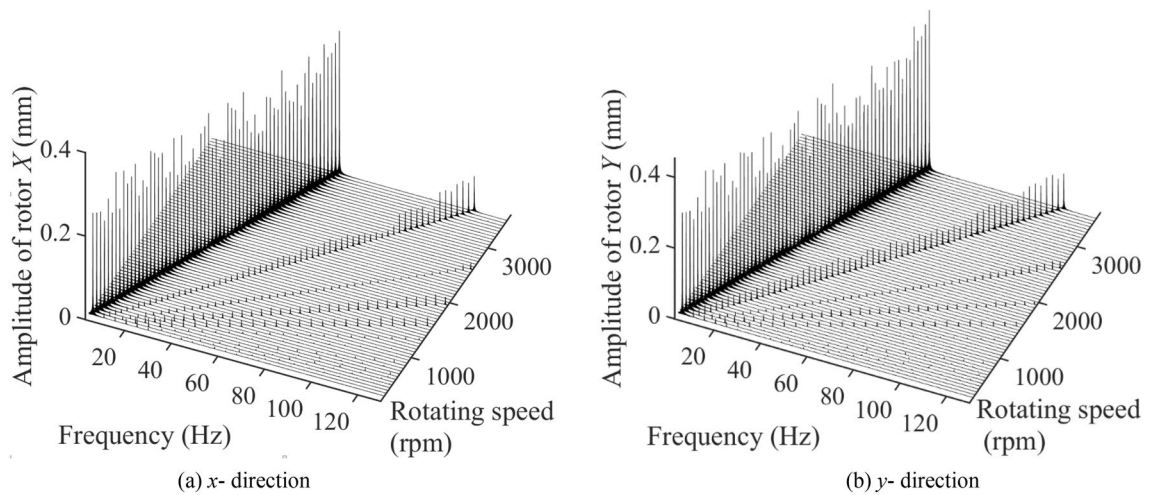 Amplitude of rotor X (mm)
0.4
0.2
0
20
40
60
80
100
120
Frequency (Hz)
1000
2000
3000
Rotating speed
(rpm)
(a) x- direction
Amplitude of rotor Y (mm)
0.4
0.2
0
20
40
60
80
100
120
Frequency (Hz)
1000
2000
3000
Rotating speed
(rpm)
(b) y- direction